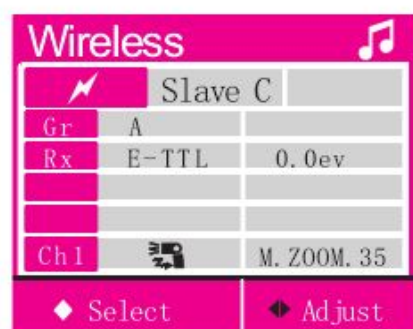 Wireless
Slave C
Gr A
Rx E-TTL 0.0ev
Ch1 M.ZOOM.35
Select Adjust